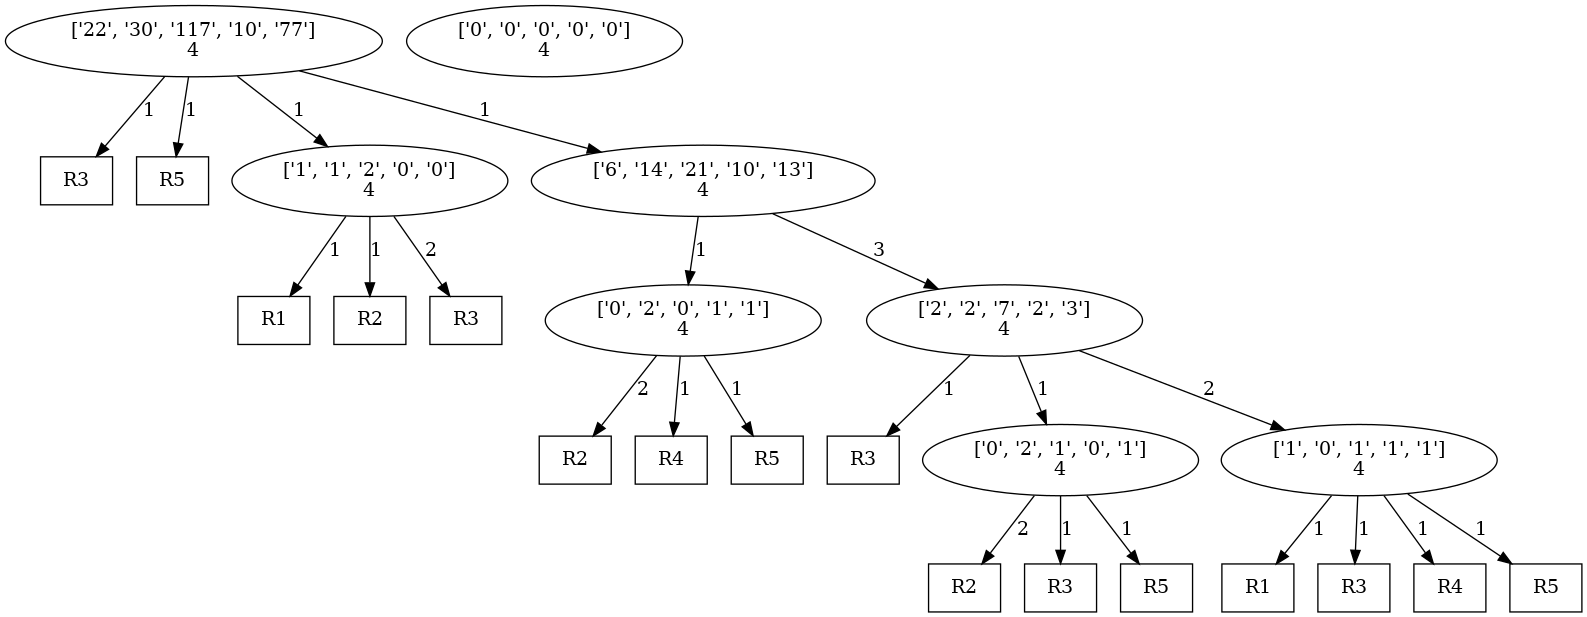 ['22', '30', '117', '10', '77']
4
['0', '0', '0', '0', '0']
4
1
1
1
1
R3
R5
['1', '1', '2', '0', '0']
4
['6', '14', '21', '10', '13']
4
1
1
2
1
3
R1
R2
R3
['0', '2', '0', '1', '1']
4
['2', '2', '7', '2', '3']
4
2
1
1
1
1
2
R2
R4
R5
R3
['0', '2', '1', '0', '1']
4
['1', '0', '1', '1', '1']
4
2
1
1
1
1
1
1
R2
R3
R5
R1
R3
R4
R5